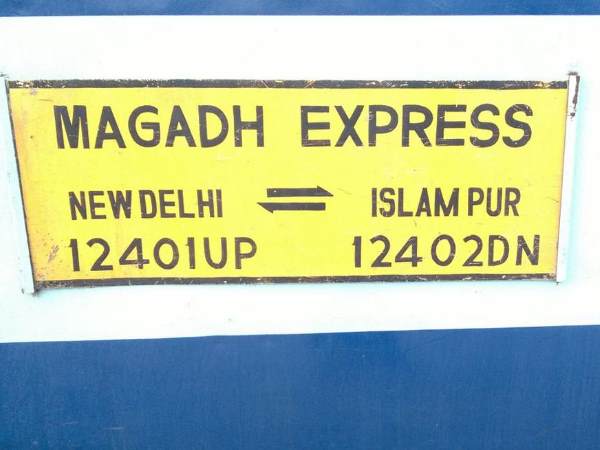 MAGADH EXPRESS
NEW DELHI ⇌ ISLAM PUR
12401UP 12402DN